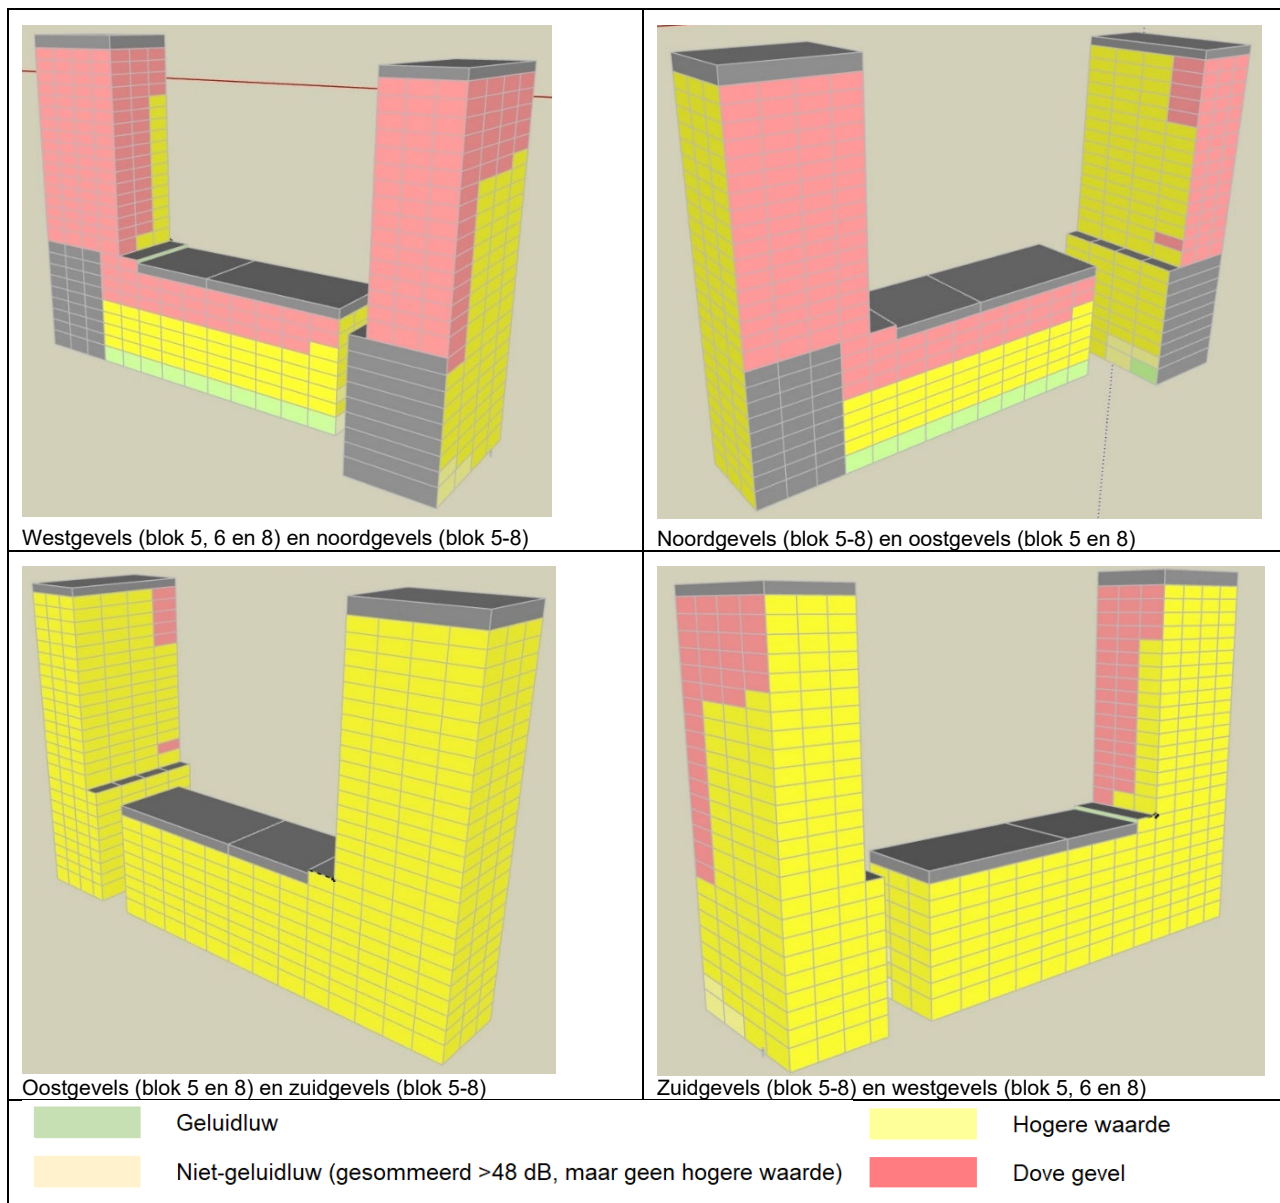 Westgevels (blok 5, 6 en 8) en noordgevels (blok 5-8)
Noordgevels (blok 5-8) en oostgevels (blok 5 en 8)
Oostgevels (blok 5 en 8) en zuidgevels (blok 5-8)
Zuidgevels (blok 5-8) en westgevels (blok 5, 6 en 8)
Geluidluw
Hogere waarde
Niet-geluidluw (gesommeerd >48 dB, maar geen hogere waarde)
Dove gevel